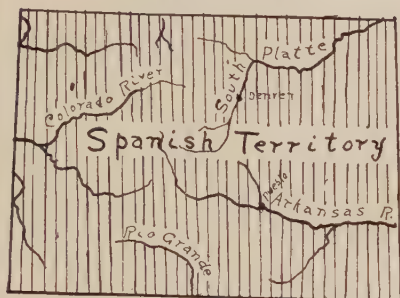 South Platte
Colorado River
Denver
Spanish Territory
Pueblo
Arkansas R.
Rio Grande